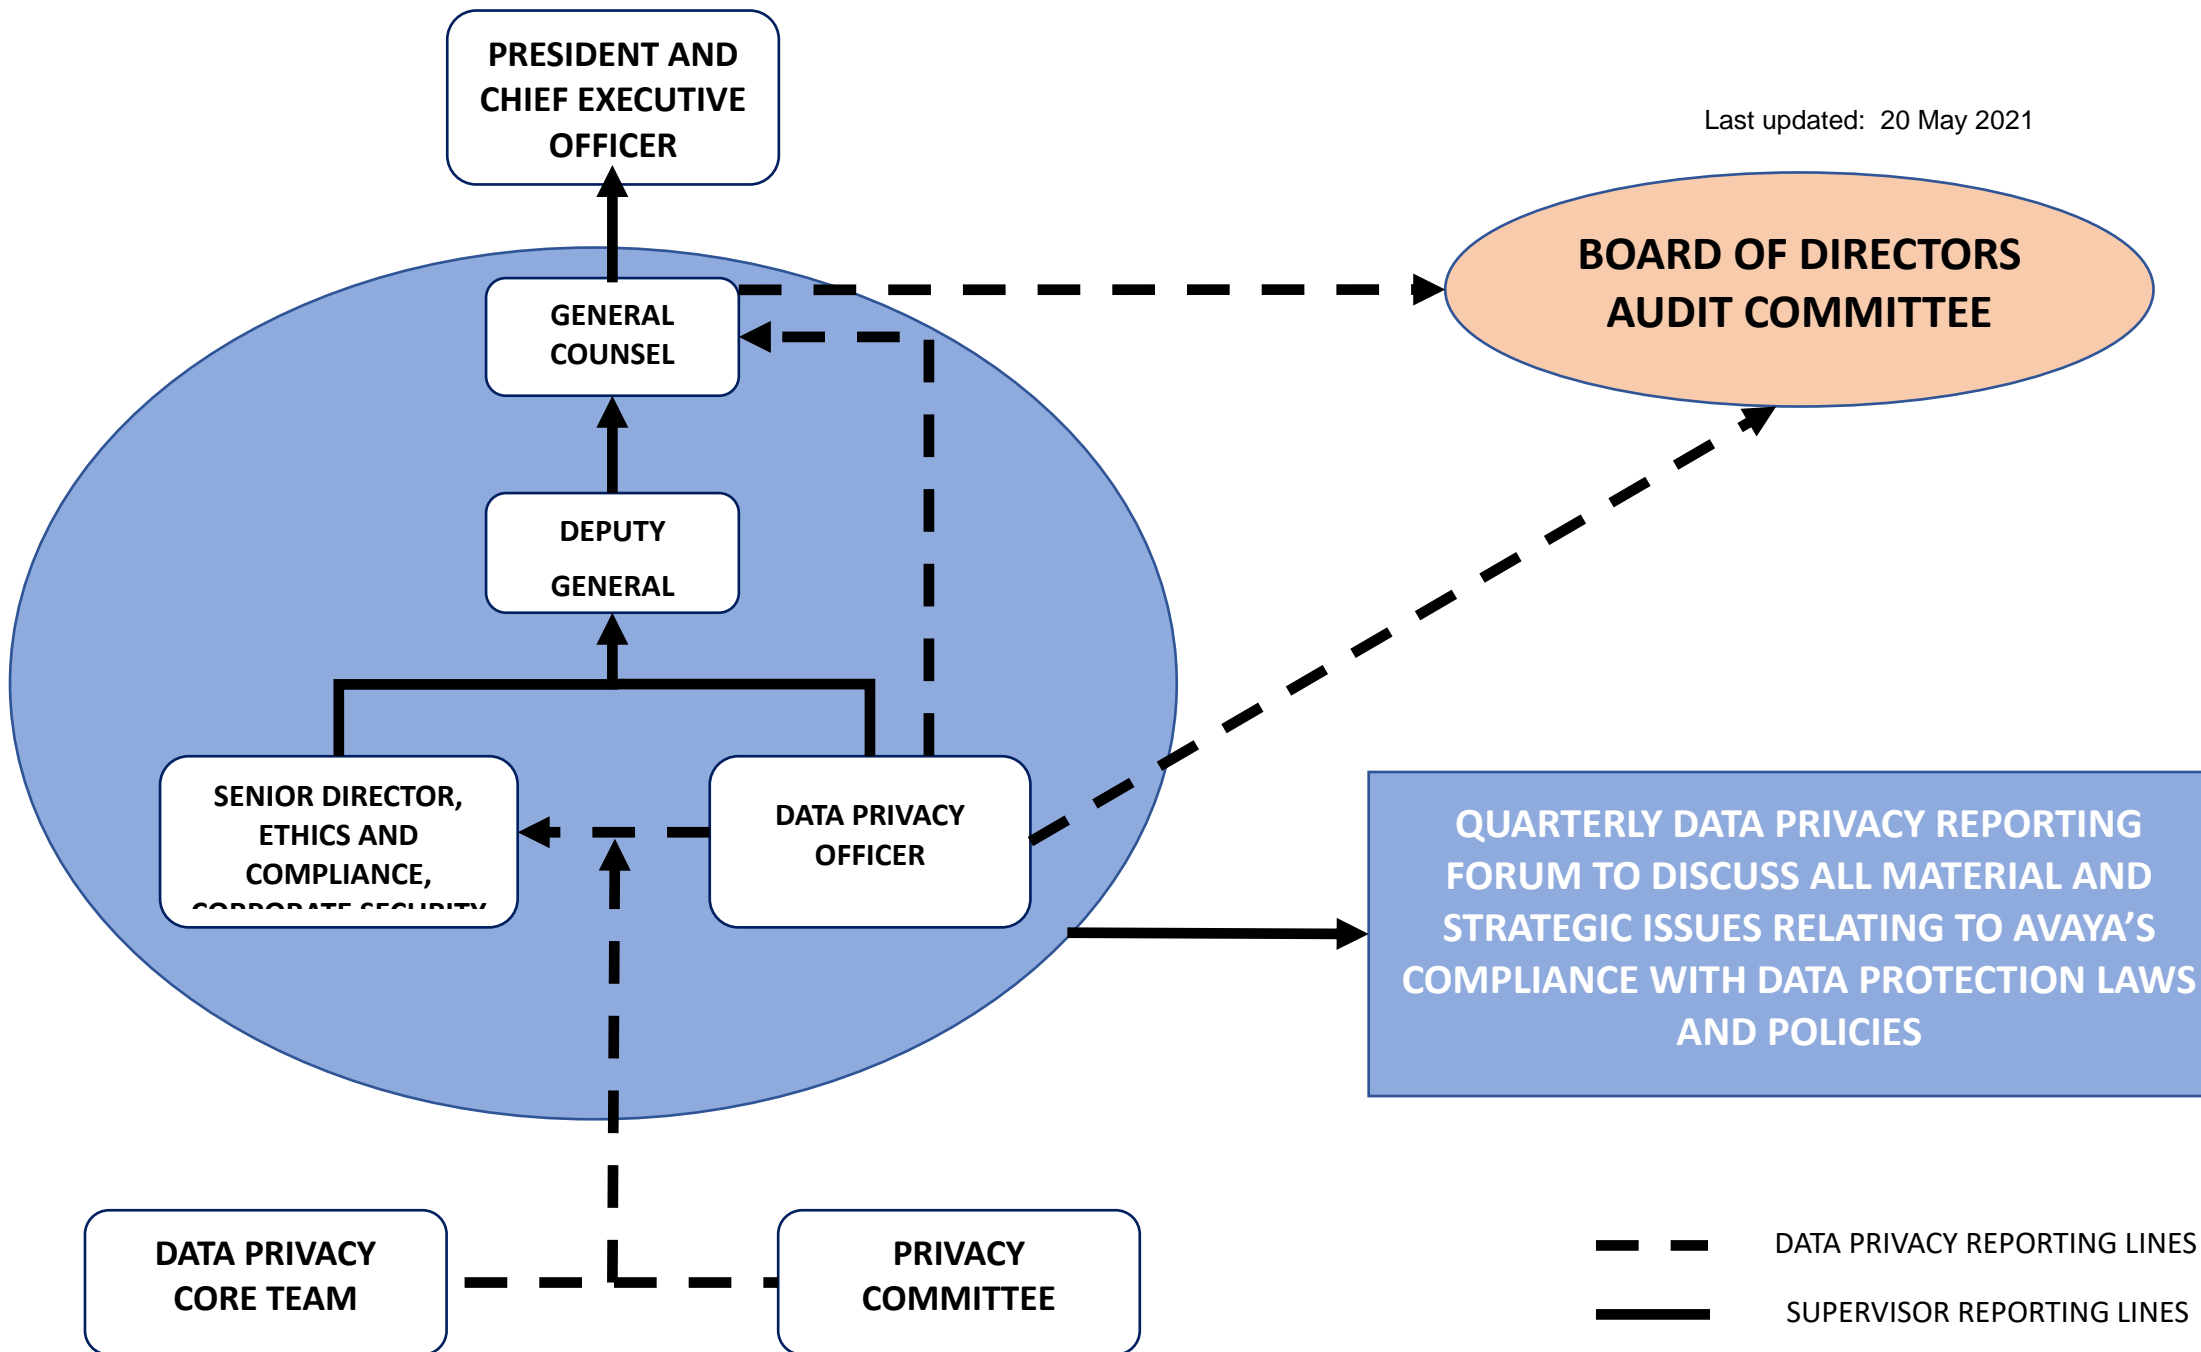 PRESIDENT AND
CHIEF EXECUTIVE
OFFICER
Last updated: 20 May 2021
BOARD OF DIRECTORS
AUDIT COMMITTEE
GENERAL
COUNSEL
DEPUTY
GENERAL
SENIOR DIRECTOR,
ETHICS AND
COMPLIANCE,
CORPORATE SECURITY
DATA PRIVACY
OFFICER
QUARTERLY DATA PRIVACY REPORTING
FORUM TO DISCUSS ALL MATERIAL AND
STRATEGIC ISSUES RELATING TO AVAYA’S
COMPLIANCE WITH DATA PROTECTION LAWS
AND POLICIES
DATA PRIVACY
CORE TEAM
PRIVACY
COMMITTEE
DATA PRIVACY REPORTING LINES
SUPERVISOR REPORTING LINES